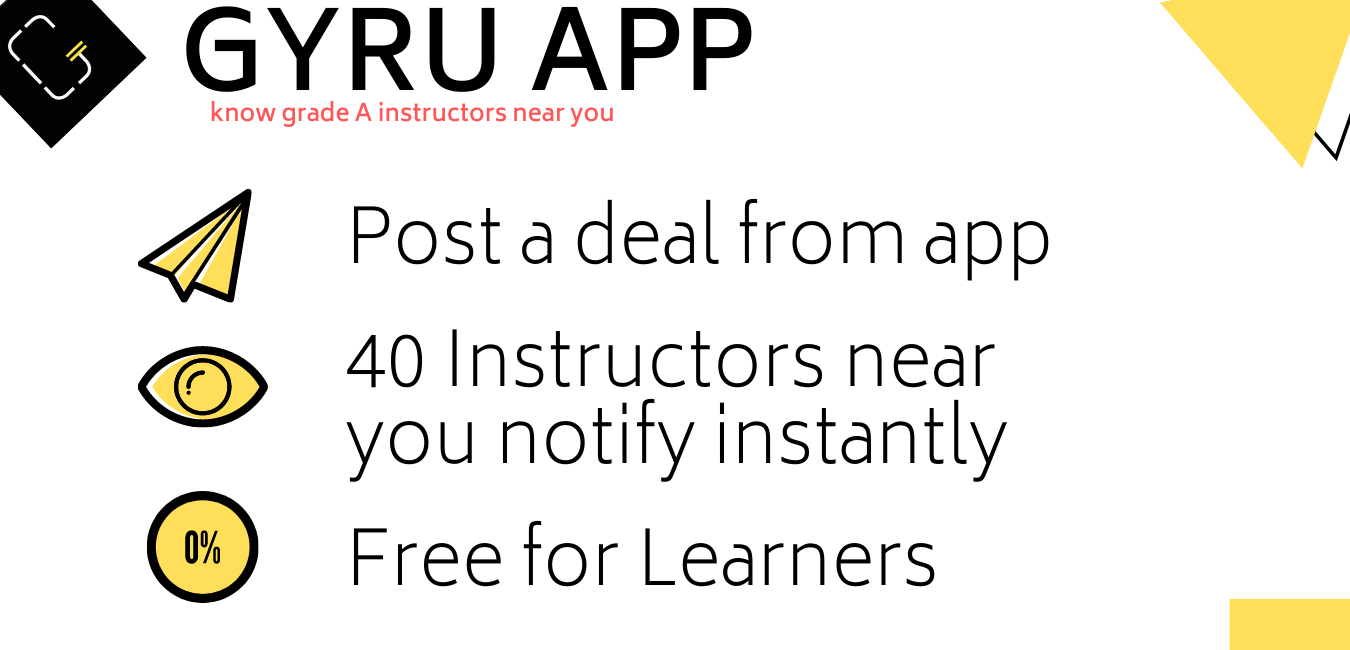 GYRU APP
know grade A instructors near you
Post a deal from app
40 Instructors near
you notify instantly
0%
Free for Learners